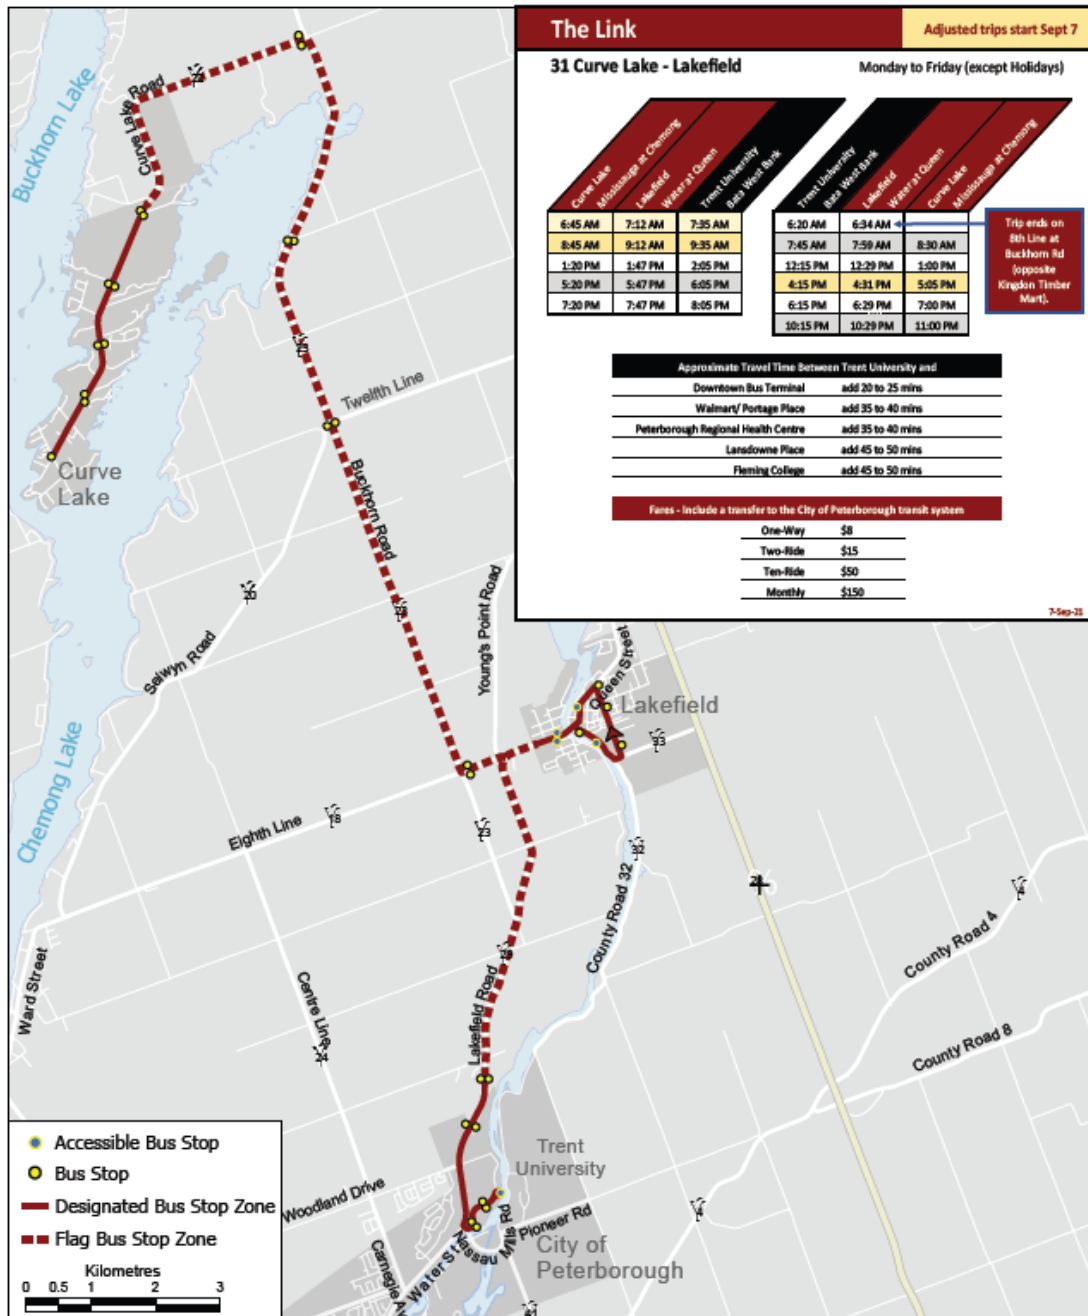 The Link
Adjusted trips start Sept 7
31 Curve Lake - Lakefield
Monday to Friday (except Holidays)
Curve Lake
Mississauga at Chemong
Lakefield
Water at Queen
Trent University
Bata West Bank
6:45 AM 7:12 AM 7:35 AM
8:45 AM 9:12 AM 9:35 AM
1:20 PM 1:47 PM 2:05 PM
5:20 PM 5:47 PM 6:05 PM
7:20 PM 7:47 PM 8:05 PM
Trent University
Bata West Bank
Lakefield
Water at Queen
Curve Lake
Mississauga at Chemong
6:20 AM 6:34 AM
7:45 AM 7:59 AM 8:30 AM
12:15 PM 12:29 PM 1:00 PM
4:15 PM 4:31 PM 5:05 PM
6:15 PM 6:29 PM 7:00 PM
10:15 PM 10:29 PM 11:00 PM
Trip ends on
8th Line at
Buckhorn Rd
(opposite
Kingdon Timber
Mart).
Approximate Travel Time Between Trent University and
Downtown Bus Terminal add 20 to 25 mins
Walmart/ Portage Place add 35 to 40 mins
Peterborough Regional Health Centre add 35 to 40 mins
Lansdowne Place add 45 to 50 mins
Fleming College add 45 to 50 mins
Fares - Include a transfer to the City of Peterborough transit system
One-Way $8
Two-Ride $15
Ten-Ride $50
Monthly $150
7-Sep-21
Buckhorn Lake
Curve Lake Road
Curve
Lake
Twelfth Line
Buckhorn Road
20
Selwyn Road
Young's Point Road
Queen Street
Lakefield
33
Chemong Lake
18
Eighth Line
23
32
County Road 32
4
County Road 4
County Road 8
Ward Street
Centre Line
24
Lakefield Road
Trent
University
Woodland Drive
Pioneer Rd
Nassau Mills Rd
Water St
Carnegie Av
City of
Peterborough
4
Accessible Bus Stop
Bus Stop
Designated Bus Stop Zone
Flag Bus Stop Zone
Kilometres
0 0.5 1 2 3